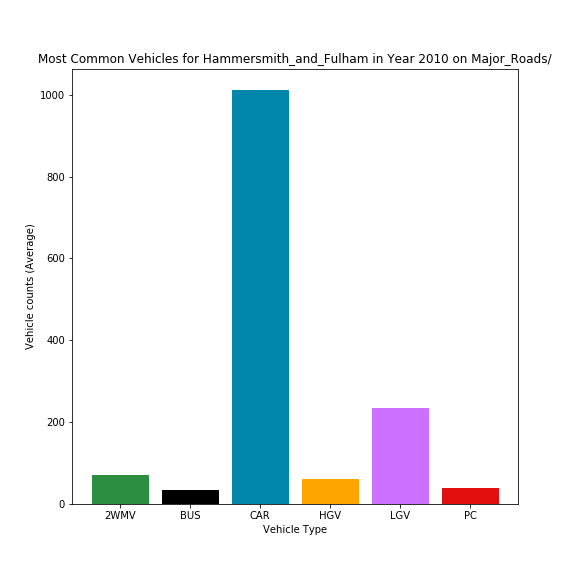 Most Common Vehicles for Hammersmith_and_Fulham in Year 2010 on Major_Roads/
Vehicle counts (Average)
1000
800
600
400
200
0
2WMV BUS CAR HGV LGV PC
Vehicle Type